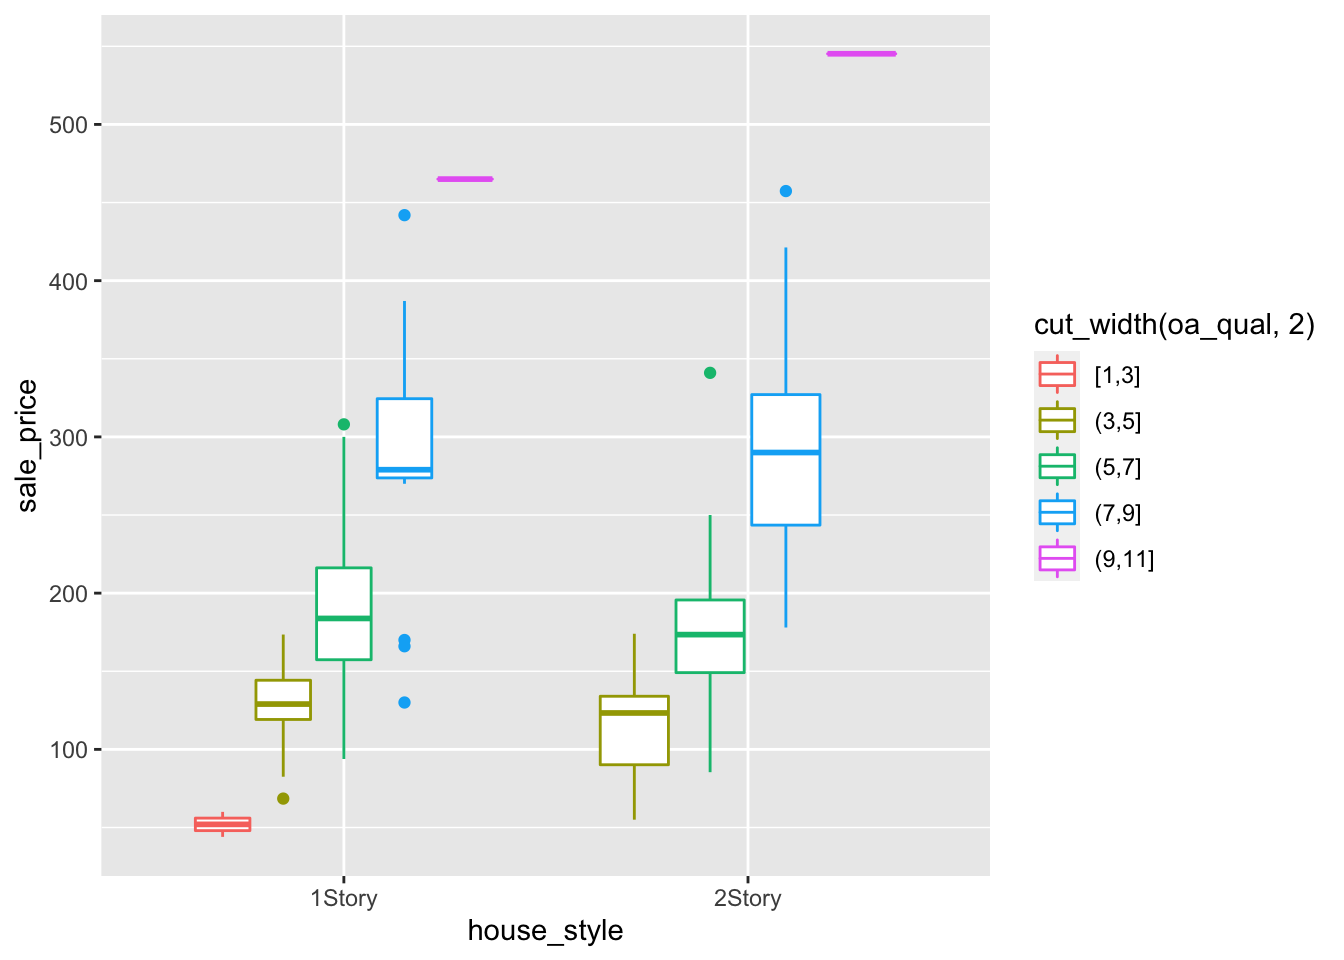 500
400
300
200
100
sale_price
1Story
2Story
house_style
cut_width(oa_qual, 2)
[1,3]
(3,5]
(5,7]
(7,9]
(9,11]